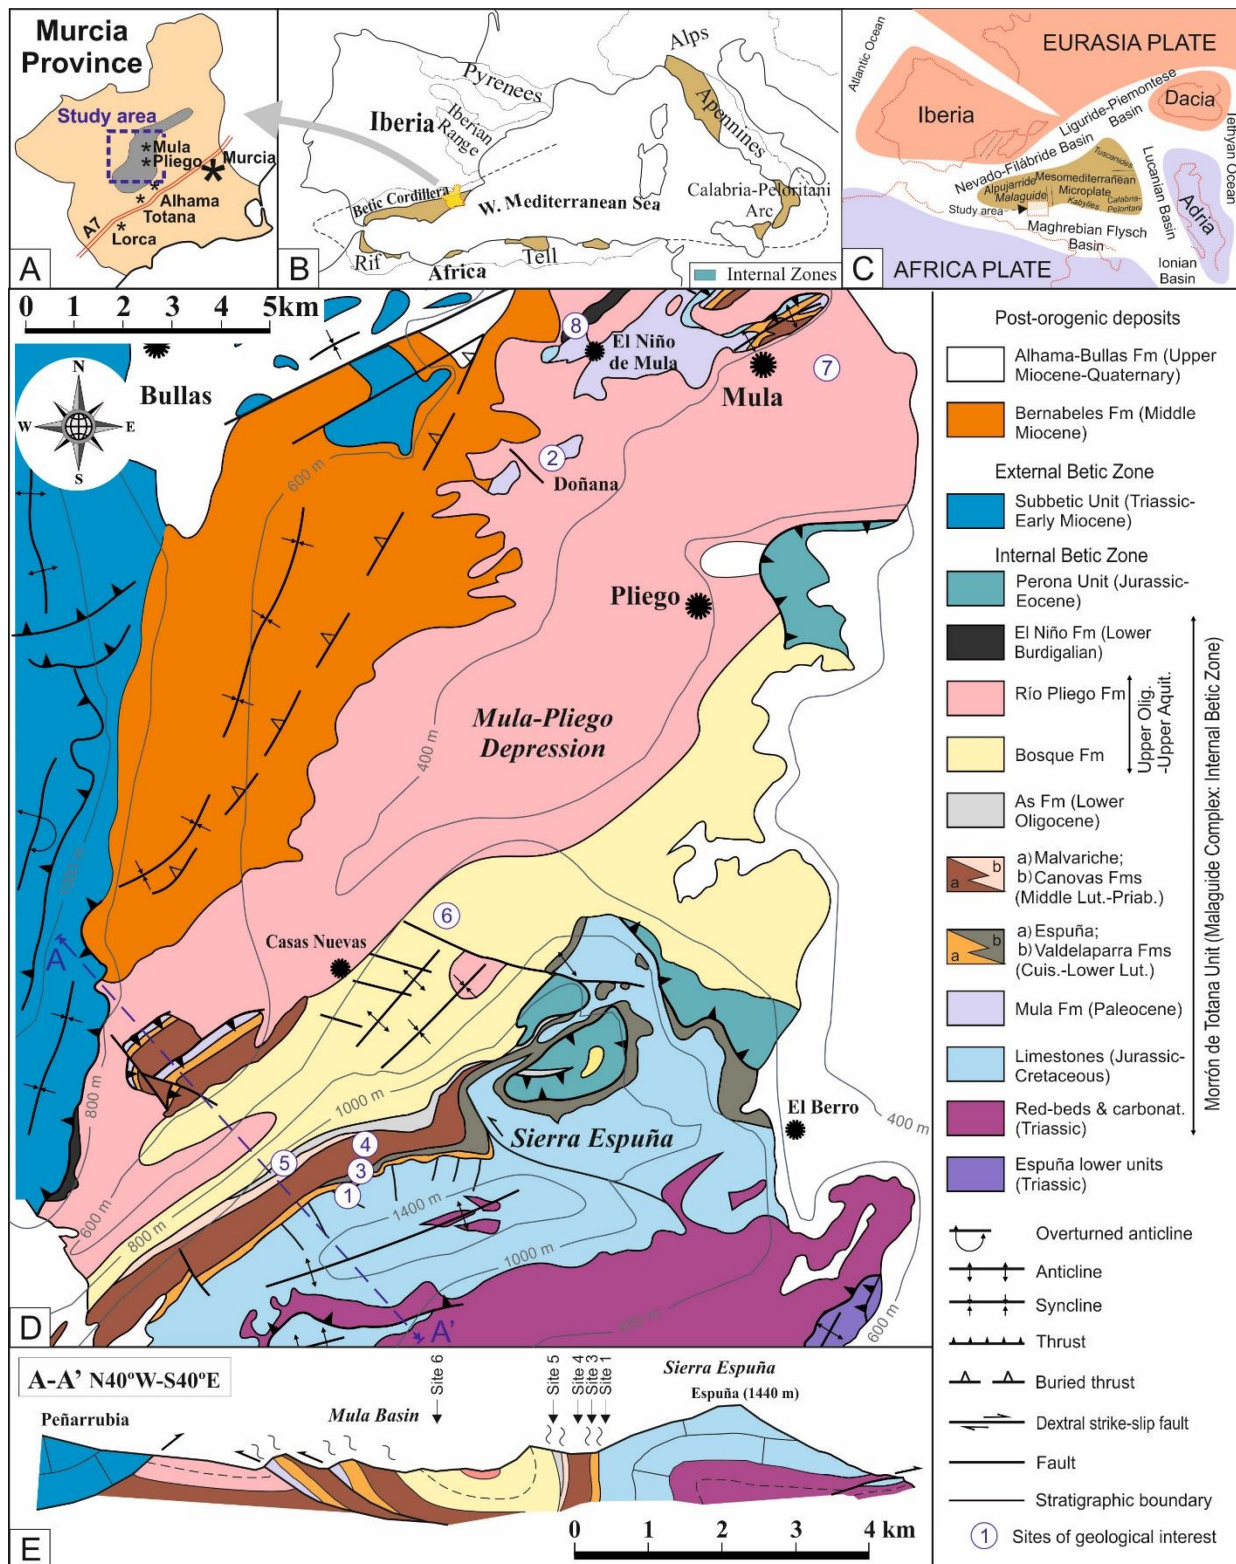 Murcia
Province
Study area
Mula
Pliego
Murcia
Alhama
Totana
A7
Lorca
A
Alps
Pyrenees
Iberian
Range
Iberia
Apennines
Betic Cordillera
W. Mediterranean Sea
Calabria-Peloritani
Arc
Rif
Africa
Tell
Internal Zones
B
Atlantic Ocean
EURASIA PLATE
Iberia
Liguride-Piemontese
Basin
Dacia
Tethyan Ocean
Nevado-Filábride Basin
Tuscanides
Alpujarride
Malaguide
Mesomediterranean
Microplate
Kabylies
Calabria-
Peloritani
Lucanian Basin
Adria
Study area
Maghrebian Flysch
Basin
Ionian
Basin
AFRICA PLATE
C
0 1 2 3 4 5km
N
W E
S
Bullas
8
El Niño
de Mula
Mula
7
600 m
2
Doñana
Pliego
Mula-Pliego
Depression
400 m
1000 m
A
6
Casas Nuevas
800 m
1000 m
El Berro
400 m
Sierra Espuña
4
5
3
1
1400 m
600 m
800 m
1000 m
600 m
A'
D
Post-orogenic deposits
Alhama-Bullas Fm (Upper
Miocene-Quaternary)
Bernabeles Fm (Middle
Miocene)
External Betic Zone
Subbetic Unit (Triassic-
Early Miocene)
Internal Betic Zone
Perona Unit (Jurassic-
Eocene)
El Niño Fm (Lower
Burdigalian)
Río Pliego Fm
Bosque Fm
Upper Olig.
-Upper Aquit.
As Fm (Lower
Oligocene)
a b
a) Malvariche;
b) Canovas Fms
(Middle Lut.-Priab.)
a b
a) Espuña;
b) Valdelaparra Fms
(Cuis.-Lower Lut.)
Mula Fm (Paleocene)
Limestones (Jurassic-
Cretaceous)
Red-beds & carbonat.
(Triassic)
Morrón de Totana Unit (Malaguide Complex: Internal Betic Zone)
Espuña lower units
(Triassic)
Overturned anticline
Anticline
Syncline
Thrust
Buried thrust
Dextral strike-slip fault
Fault
Stratigraphic boundary
1 Sites of geological interest
A-A' N40ºW-S40ºE
Peñarrubia
Mula Basin
Site 6
Site 5
Site 4
Site 3
Site 1
Sierra Espuña
Espuña (1440 m)
E
0 1 2 3 4 km